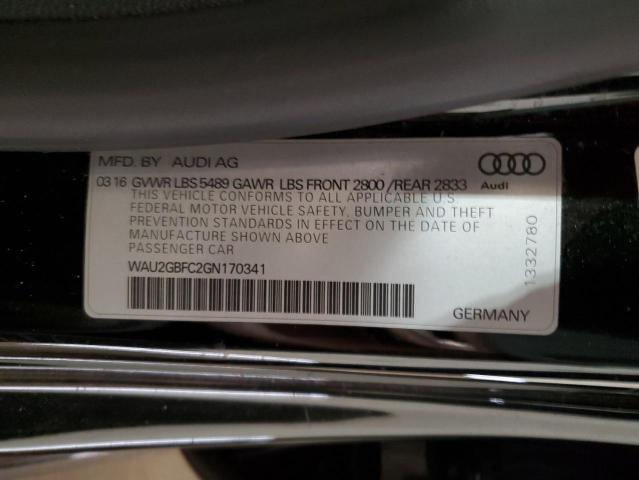 MFD. BY AUDI AG
03 16 GVWR LBS 5489 GAWR LBS FRONT 2800 /REAR 2833
Audi
THIS VEHICLE CONFORMS TO ALL APPLICABLE U.S
FEDERAL MOTOR VEHICLE SAFETY, BUMPER AND THEFT
PREVENTION STANDARDS IN EFFECT ON THE DATE OF
MANUFACTURE SHOWN ABOVE
PASSENGER CAR
WAU2GBFC2GN170341
1332780
GERMANY